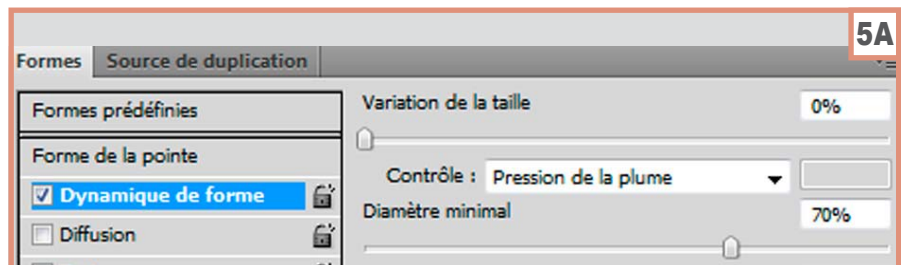 5A
Formes Source de duplication
Formes prédéfinies
Forme de la pointe
Dynamique de forme
Diffusion
Variation de la taille 0%
Contrôle : Pression de la plume
Diamètre minimal 70%